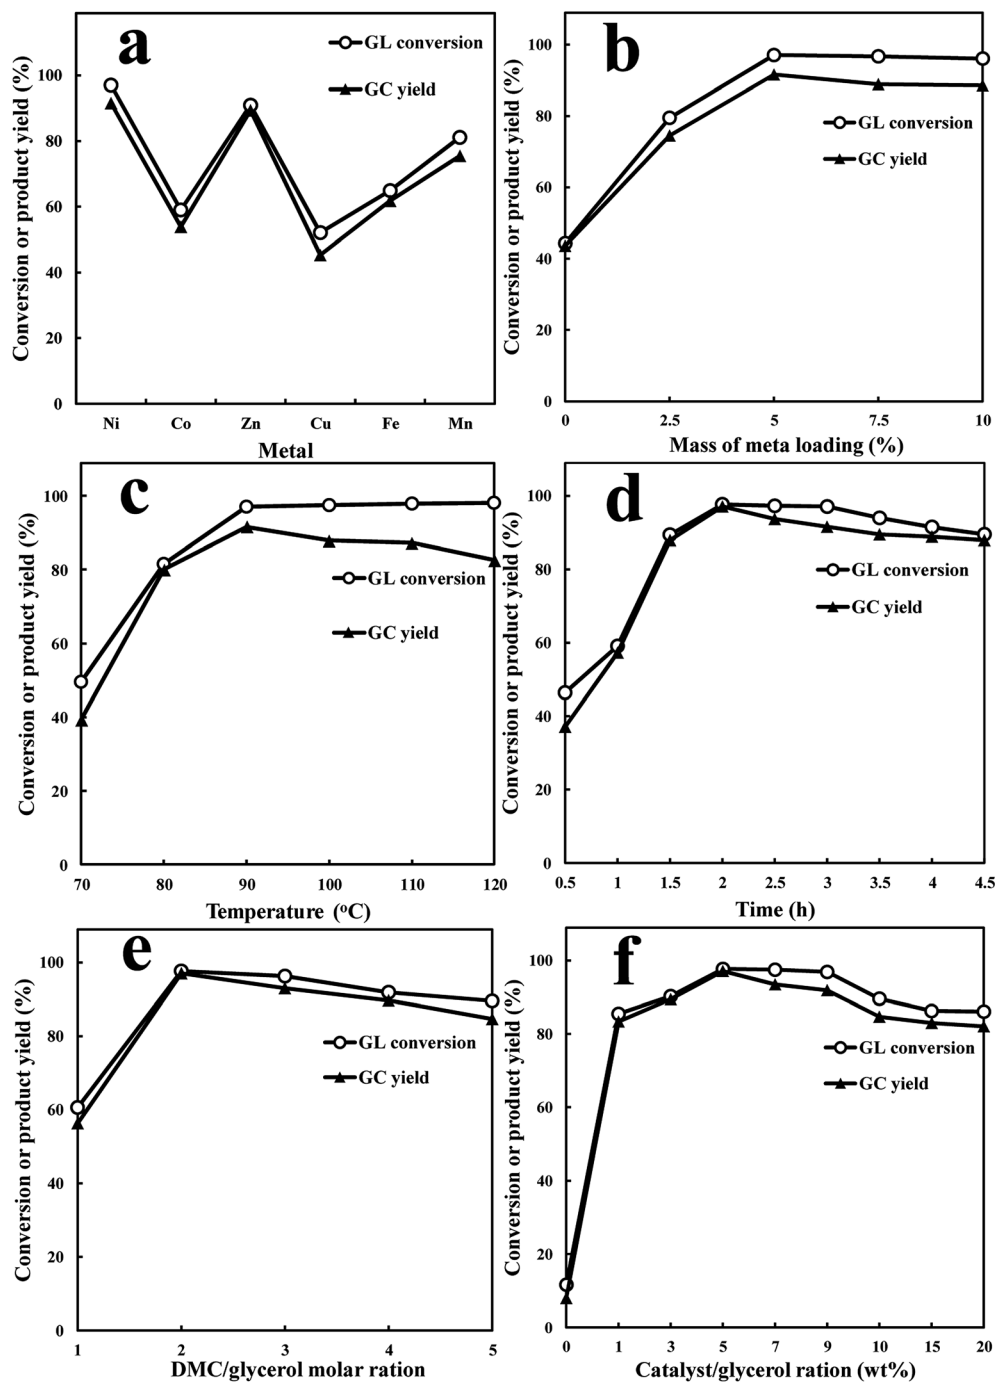 a
GL conversion
GC yield
100
80
60
40
20
0
Ni Co Zn Cu Fe Mn
Metal
Conversion or product yield (%)
b
GL conversion
GC yield
100
80
60
40
20
0
0 2.5 5 7.5 10
Mass of meta loading (%)
Conversion or product yield (%)
c
GL conversion
GC yield
100
80
60
40
20
0
70 80 90 100 110 120
Temperature (°C)
Conversion or product yield (%)
d
GL conversion
GC yield
100
80
60
40
20
0
0.5 1 1.5 2 2.5 3 3.5 4 4.5
Time (h)
Conversion or product yield (%)
e
GL conversion
GC yield
100
80
60
40
20
0
1 2 3 4 5
DMC/glycerol molar ration
Conversion or product yield (%)
f
GL conversion
GC yield
100
80
60
40
20
0
0 1 3 5 7 9 10 15 20
Catalyst/glycerol ration (wt%)
Conversion or product yield (%)